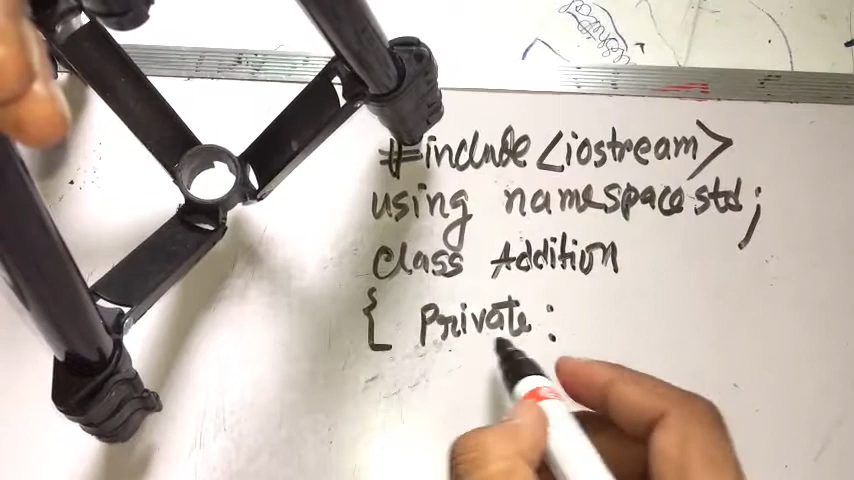 #include <iostream>
using namespace std;
class Addition
{ Private: